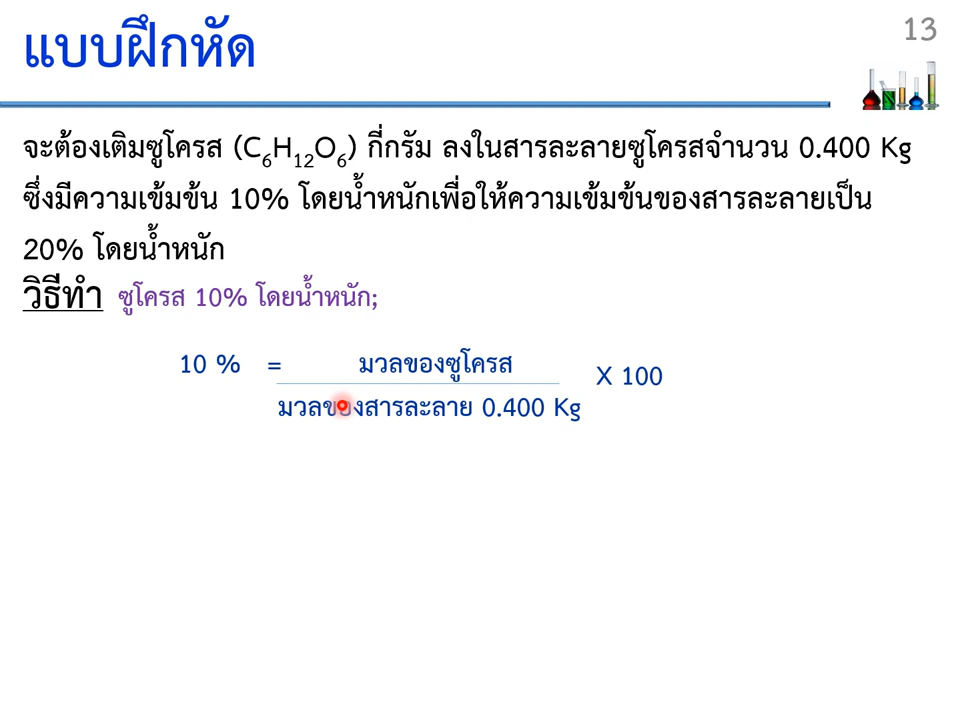 13
แบบฝึกหัด
จะต้องเติมซูโครส (C₆H₁₂O₆) กี่กรัม ลงในสารละลายซูโครสจำนวน 0.400 Kg
ซึ่งมีความเข้มข้น 10% โดยน้ำหนักเพื่อให้ความเข้มข้นของสารละลายเป็น
20% โดยน้ำหนัก
วิธีทำ ซูโครส 10% โดยน้ำหนัก;
10 % = มวลของซูโครส X 100
มวลของสารละลาย 0.400 Kg